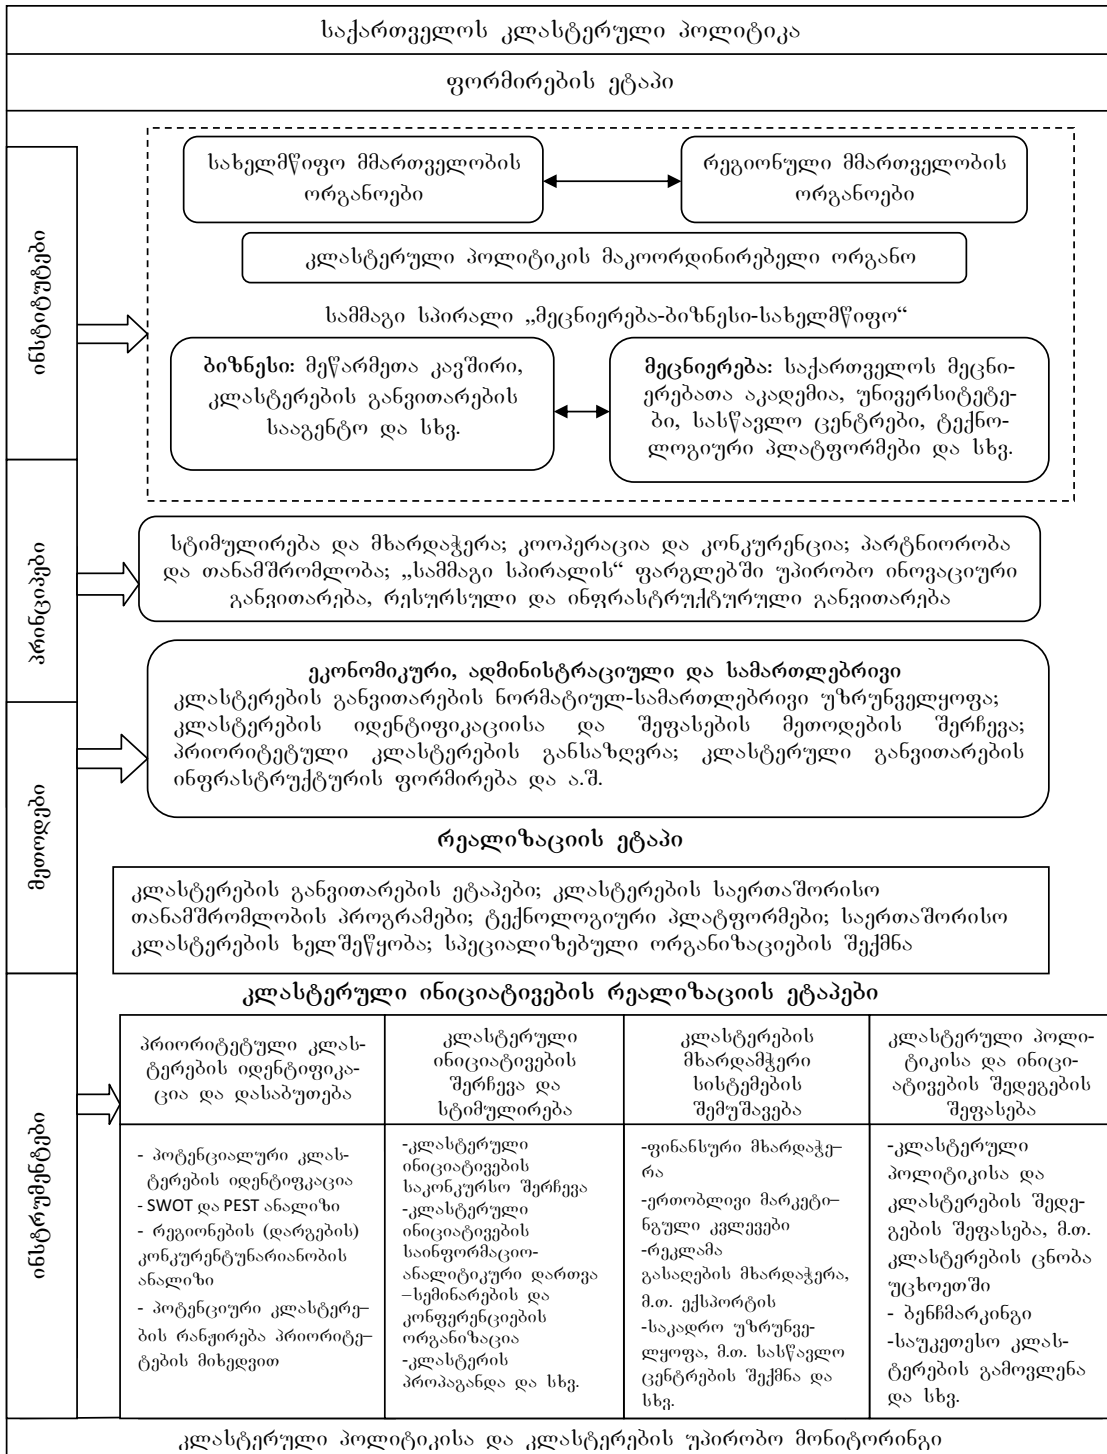 საქართველოს კლასტერული პოლიტიკა
ფორმირების ეტაპი
ინსტიტუტები
სახელმწიფო მმართველობის
ორგანოები
რეგიონული მმართველობის
ორგანოები
კლასტერული პოლიტიკის მაკოორდინირებელი ორგანო
სამმაგი სპირალი „მეცნიერება-ბიზნესი-სახელმწიფო“
ბიზნესი: მეწარმეთა კავშირი,
კლასტერების განვითარების
სააგენტო და სხვ.
მეცნიერება: საქართველოს მეცნი-
ერებათა აკადემია, უნივერსიტეტე-
ბი, სასწავლო ცენტრები, ტექნო-
ლოგიური პლატფორმები და სხვ.
პრინციპები
სტიმულირება და მხარდაჭერა; კოოპერაცია და კონკურენცია; პარტნიორობა
და თანამშრომლობა; „სამმაგი სპირალის“ ფარგლებში უპირობო ინოვაციური
განვითარება, რესურსული და ინფრასტრუქტურული განვითარება
მეთოდები
ეკონომიკური, ადმინისტრაციული და სამართლებრივი
კლასტერების განვითარების ნორმატიულ-სამართლებრივი უზრუნველყოფა;
კლასტერების იდენტიფიკაციისა და შეფასების მეთოდების შერჩევა;
პრიორიტეტული კლასტერების განსაზღვრა; კლასტერული განვითარების
ინფრასტრუქტურის ფორმირება და ა.შ.
რეალიზაციის ეტაპი
კლასტერების განვითარების ეტაპები; კლასტერების საერთაშორისო
თანამშრომლობის პროგრამები; ტექნოლოგიური პლატფორმები; საერთაშორისო
კლასტერების ხელშეწყობა; სპეციალიზებული ორგანიზაციების შექმნა
ინსტრუმენტები
კლასტერული ინიციატივების რეალიზაციის ეტაპები
პრიორიტეტული კლას-
ტერების იდენტიფიკა-
ცია და დასაბუთება
კლასტერული
ინიციატივების
შერჩევა და
სტიმულირება
კლასტერების
მხარდამჭერი
სისტემების
შემუშავება
კლასტერული პოლი-
ტიკისა და ინიცი-
ატივების შედეგების
შეფასება
- პოტენციალური კლას-
ტერების იდენტიფკაცია
- SWOT და PEST ანალიზი
- რეგიონების (დარგების)
კონკურენტუნარიანობის
ანალიზი
- პოტენციური კლასტერე–
ბის რანჟირება პრიორიტე–
ტების მიხედვით
-კლასტერული
ინიციატივების
საკონკურსო შერჩევა
-კლასტერული
ინიციატივების
საინფორმაციო-
ანალიტიკური დართვა
–სემინარების და
კონფერენციების
ორგანიზაცია
-კლასტერის
პროპაგანდა და სხვ.
-ფინანსური მხარდაჭე–
რა
-ერთობლივი მარკეტი–
ნგული კვლევები
-რეკლამა
გასაღების მხარდაჭერა,
მ.თ. ექსპორტის
-საკადრო უზრუნვე–
ლყოფა, მ.თ. სასწავლო
ცენტრების შექმნა და
სხვ.
-კლასტერული
პოლიტიკისა და
კლასტერების შედე-
გების შეფასება, მ.თ.
კლასტერების ცნობა
უცხოეთში
- ბენჩმარკინგი
-საუკეთესო კლას-
ტერების გამოვლენა
და სხვ.
კლასტერული პოლიტიკისა და კლასტერების უპირობო მონიტორინგი